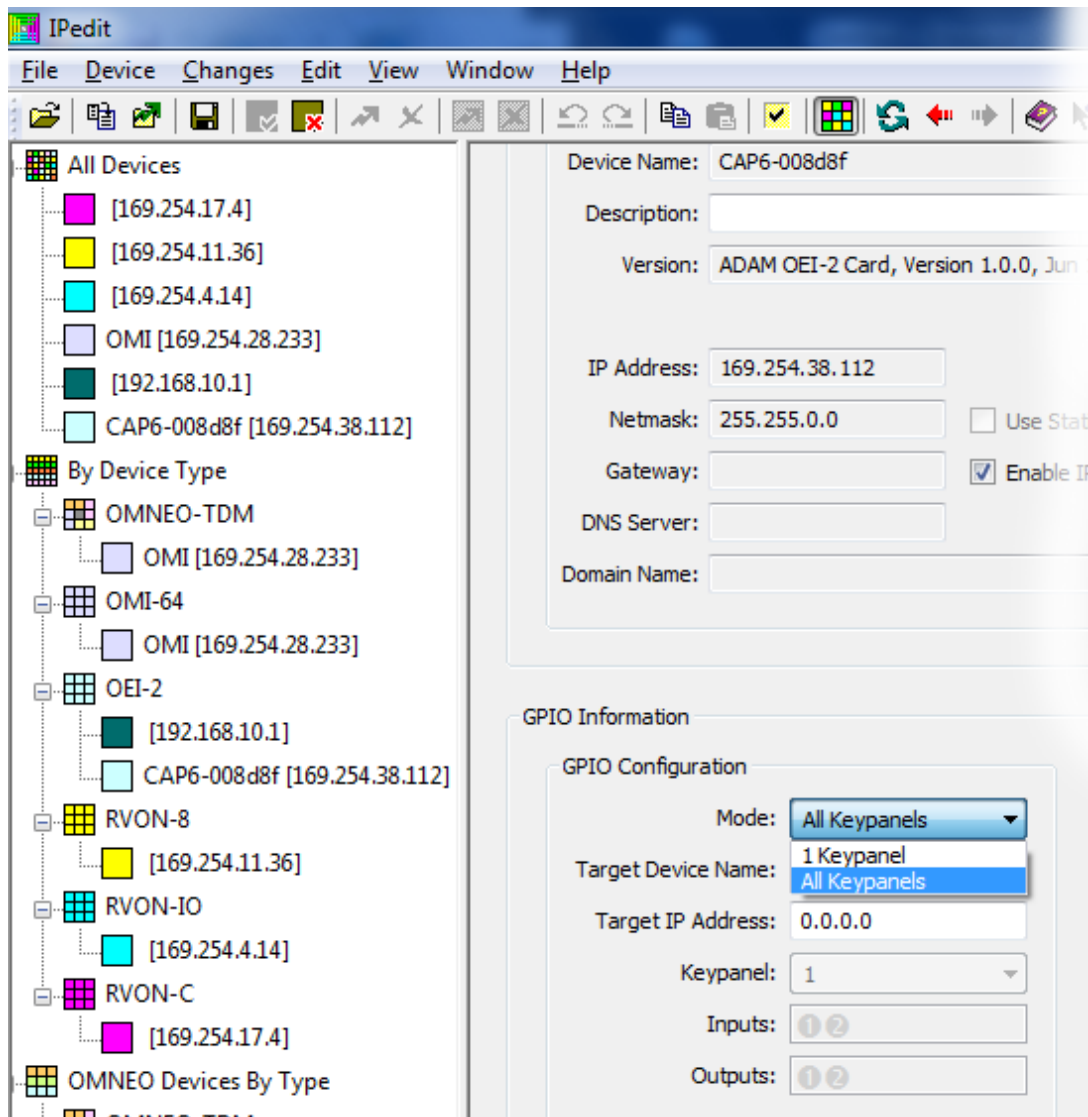 IPedit
File Device Changes Edit View Window Help
All Devices
[169.254.17.4]
[169.254.11.36]
[169.254.4.14]
OMI [169.254.28.233]
[192.168.10.1]
CAP6-008d8f [169.254.38.112]
By Device Type
OMNEO-TDM
OMI [169.254.28.233]
OMI-64
OMI [169.254.28.233]
OEI-2
[192.168.10.1]
CAP6-008d8f [169.254.38.112]
RVON-8
[169.254.11.36]
RVON-IO
[169.254.4.14]
RVON-C
[169.254.17.4]
OMNEO Devices By Type
Device Name: CAP6-008d8f
Description:
Version: ADAM OEI-2 Card, Version 1.0.0, Jun
IP Address: 169.254.38.112
Netmask: 255.255.0.0
Use Stat
Gateway:
Enable IP
DNS Server:
Domain Name:
GPIO Information
GPIO Configuration
Mode: All Keypanels
1 Keypanel
All Keypanels
Target Device Name:
Target IP Address: 0.0.0.0
Keypanel: 1
Inputs: 1 2
Outputs: 1 2